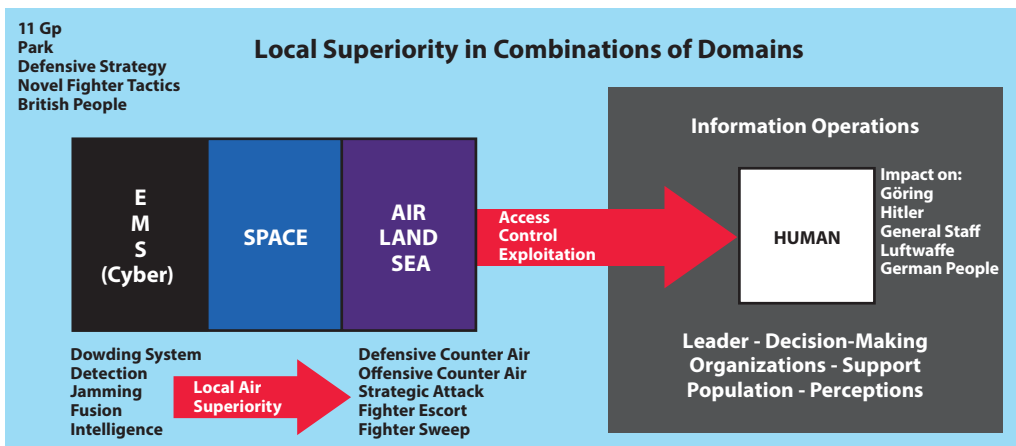 11 Gp
Park
Defensive Strategy
Novel Fighter Tactics
British People
Local Superiority in Combinations of Domains
E
M
S
(Cyber)
SPACE
AIR
LAND
SEA
Access
Control
Exploitation
Information Operations
HUMAN
Impact on:
Göring
Hitler
General Staff
Luftwaffe
German People
Leader - Decision-Making
Organizations - Support
Population - Perceptions
Dowding System
Detection
Jamming
Fusion
Intelligence
Local Air
Superiority
Defensive Counter Air
Offensive Counter Air
Strategic Attack
Fighter Escort
Fighter Sweep